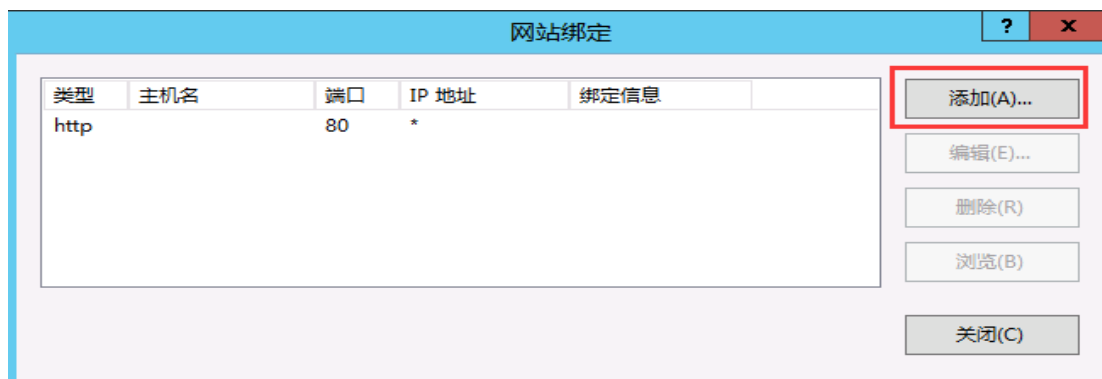 网站绑定
? x
类型 主机名 端口 IP 地址 绑定信息
http 80 *
添加(A)...
编辑(E)...
删除(R)
浏览(B)
关闭(C)